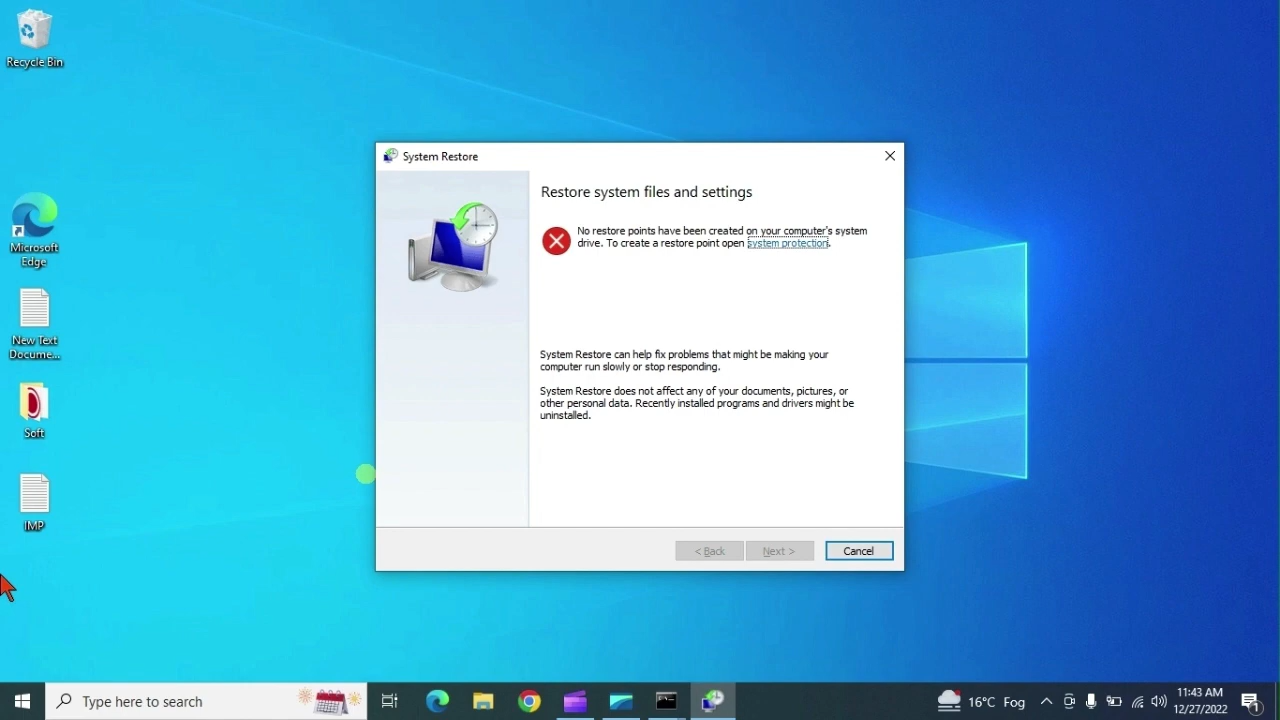 Recycle Bin
Microsoft
Edge
New Text
Docume...
Soft
IMP
System Restore
Restore system files and settings
No restore points have been created on your computer's system
drive. To create a restore point open system protection.
System Restore can help fix problems that might be making your
computer run slowly or stop responding.
System Restore does not affect any of your documents, pictures, or
other personal data. Recently installed programs and drivers might be
uninstalled.
< Back
Next >
Cancel
Type here to search
16°C Fog
11:43 AM
12/27/2022
1